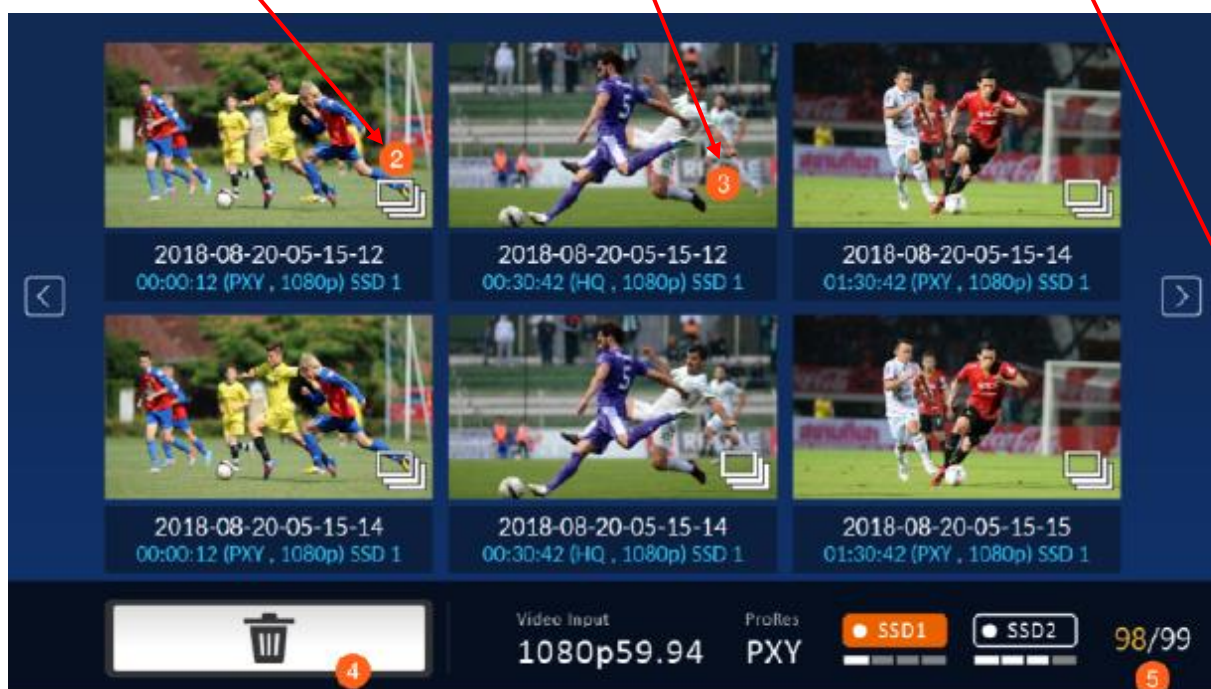 2
3
2018-08-20-05-15-12
00:00:12 (PXY , 1080p) SSD 1
2018-08-20-05-15-12
00:30:42 (HQ , 1080p) SSD 1
2018-08-20-05-15-14
01:30:42 (PXY , 1080p) SSD 1
2018-08-20-05-15-14
00:00:12 (PXY , 1080p) SSD 1
2018-08-20-05-15-14
00:30:42 (HQ , 1080p) SSD 1
2018-08-20-05-15-15
01:30:42 (PXY , 1080p) SSD 1
4
Video Input
1080p59.94
ProRes
PXY
SSD1
SSD2
98/99
5